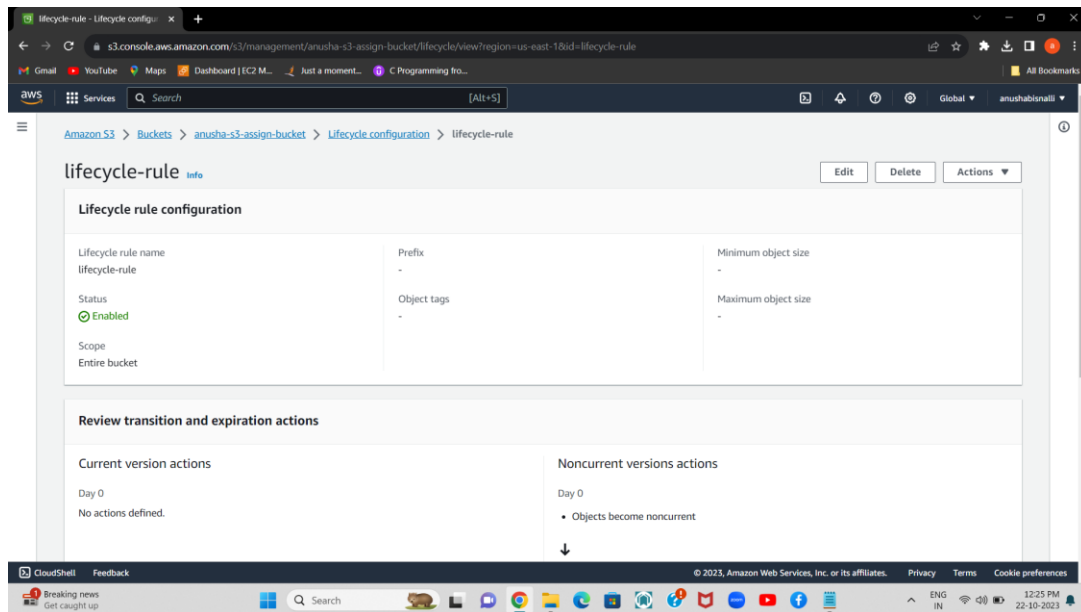 lifecycle-rule - Lifecycle configur
s3.console.aws.amazon.com/s3/management/anusha-s3-assign-bucket/lifecycle/view?region=us-east-1&id=lifecycle-rule
Gmail YouTube Maps Dashboard | EC2 M... Just a moment... C Programming fro... All Bookmarks
aws Services Search [Alt+S] Global anushabisnalli
Amazon S3 > Buckets > anusha-s3-assign-bucket > Lifecycle configuration > lifecycle-rule
lifecycle-rule Info Edit Delete Actions
Lifecycle rule configuration
Lifecycle rule name Prefix Minimum object size
lifecycle-rule - -
Status Object tags Maximum object size
Enabled - -
Scope
Entire bucket
Review transition and expiration actions
Current version actions Noncurrent versions actions
Day 0 Day 0
No actions defined. • Objects become noncurrent
CloudShell Feedback © 2023, Amazon Web Services, Inc. or its affiliates. Privacy Terms Cookie preferences
1 Breaking news Search ENG 12:25 PM
Get caught up IN 22-10-2023